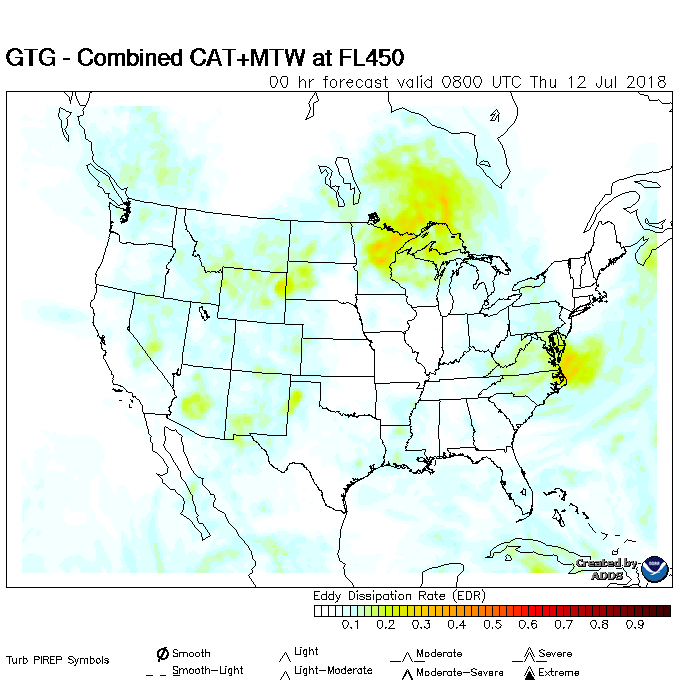 GTG - Combined CAT+MTW at FL450
00 hr forecast valid 0800 UTC Thu 12 Jul 2018
Created by
ADDS
Eddy Dissipation Rate (EDR)
0.1 0.2 0.3 0.4 0.5 0.6 0.7 0.8 0.9
Turb PIREP Symbols
Smooth Light Moderate Severe
Smooth-Light Light-Moderate Moderate-Severe Extreme